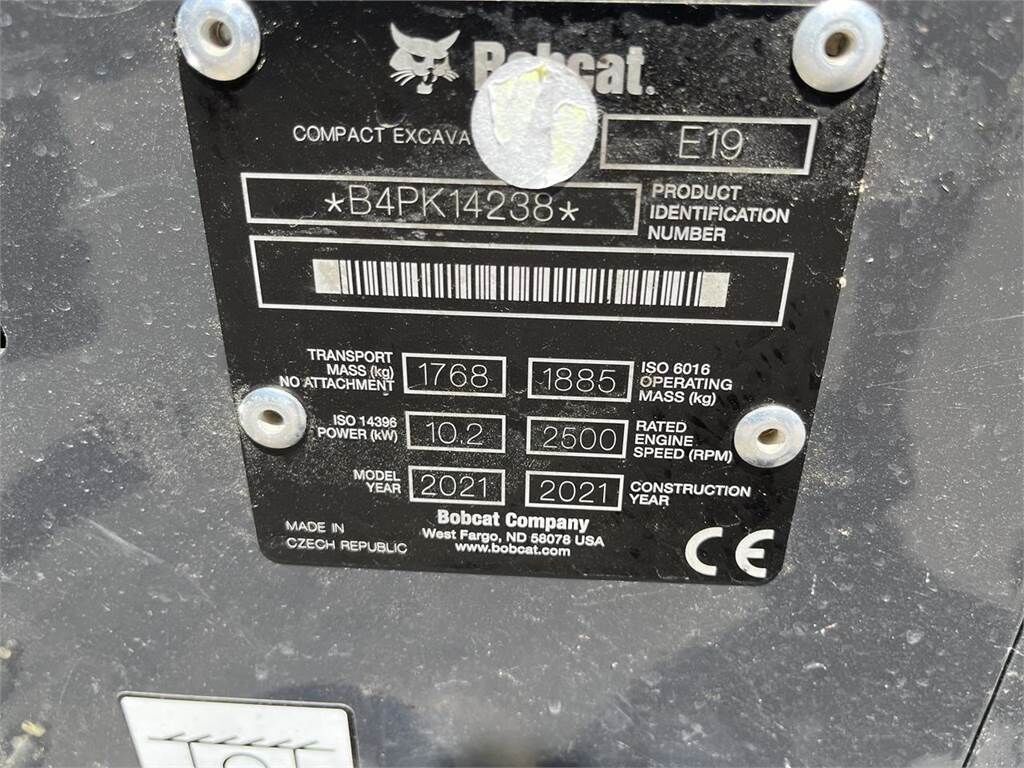 Bobcat.
COMPACT EXCAVA
E19
*B4PK14238*
PRODUCT
IDENTIFICATION
NUMBER
TRANSPORT
MASS (kg)
NO ATTACHMENT
1768
1885
ISO 6016
OPERATING
MASS (kg)
ISO 14396
POWER (kW)
10.2
2500
RATED
ENGINE
SPEED (RPM)
MODEL
YEAR
2021
2021
CONSTRUCTION
YEAR
MADE IN
CZECH REPUBLIC
Bobcat Company
West Fargo, ND 58078 USA
www.bobcat.com
CE